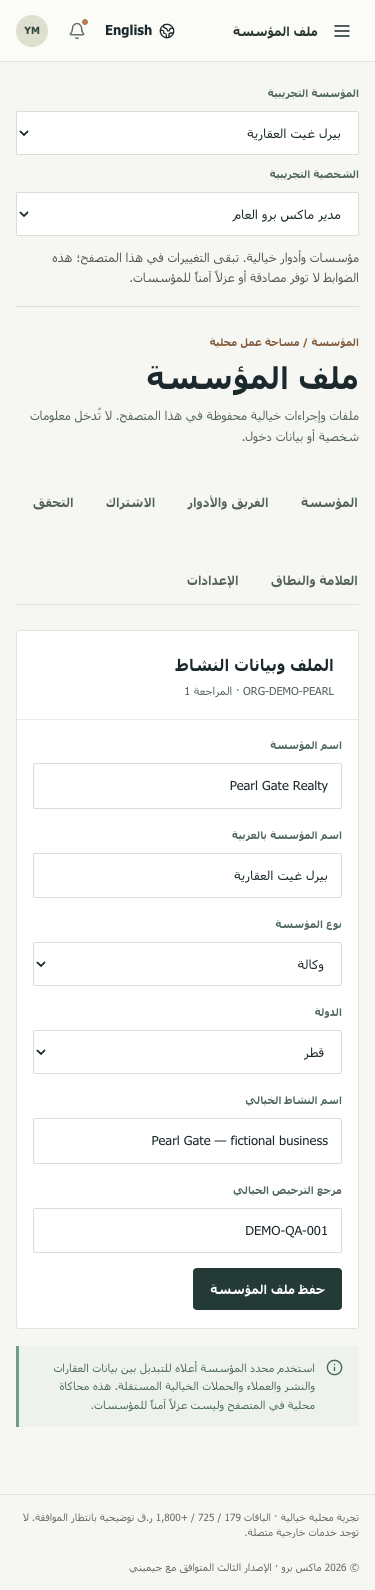 ملف المؤسسة
English
YM
المؤسسة التجريبية
بيرل غيت العقارية
الشخصية التجريبية
مدير ماكس برو العام
مؤسسات وأدوار خيالية. تبقى التغييرات في هذا المتصفح؛ هذه
الضوابط لا توفر مصادقة أو عزلاً آمناً للمؤسسات.
المؤسسة / مساحة عمل محلية
ملف المؤسسة
ملفات وإجراءات خيالية محفوظة في هذا المتصفح. لا تُدخل معلومات
شخصية أو بيانات دخول.
المؤسسة
الفريق والأدوار
الاشتراك
التحقق
العلامة والنطاق
الإعدادات
الملف وبيانات النشاط
ORG-DEMO-PEARL · المراجعة 1
اسم المؤسسة
Pearl Gate Realty
اسم المؤسسة بالعربية
بيرل غيت العقارية
نوع المؤسسة
وكالة
الدولة
قطر
اسم النشاط الخيالي
Pearl Gate — fictional business
مرجع الترخيص الخيالي
DEMO-QA-001
حفظ ملف المؤسسة
استخدم محدد المؤسسة أعلاه للتبديل بين بيانات العقارات
والنشر والعملاء والحملات الخيالية المستقلة. هذه محاكاة
محلية في المتصفح وليست عزلاً آمناً للمؤسسات.
تجربة محلية خيالية · الباقات 179 / 725 / +1,800 ر.ق توضيحية بانتظار الموافقة. لا
توجد خدمات خارجية متصلة.
© 2026 ماكس برو · الإصدار الثالث المتوافق مع جيميني